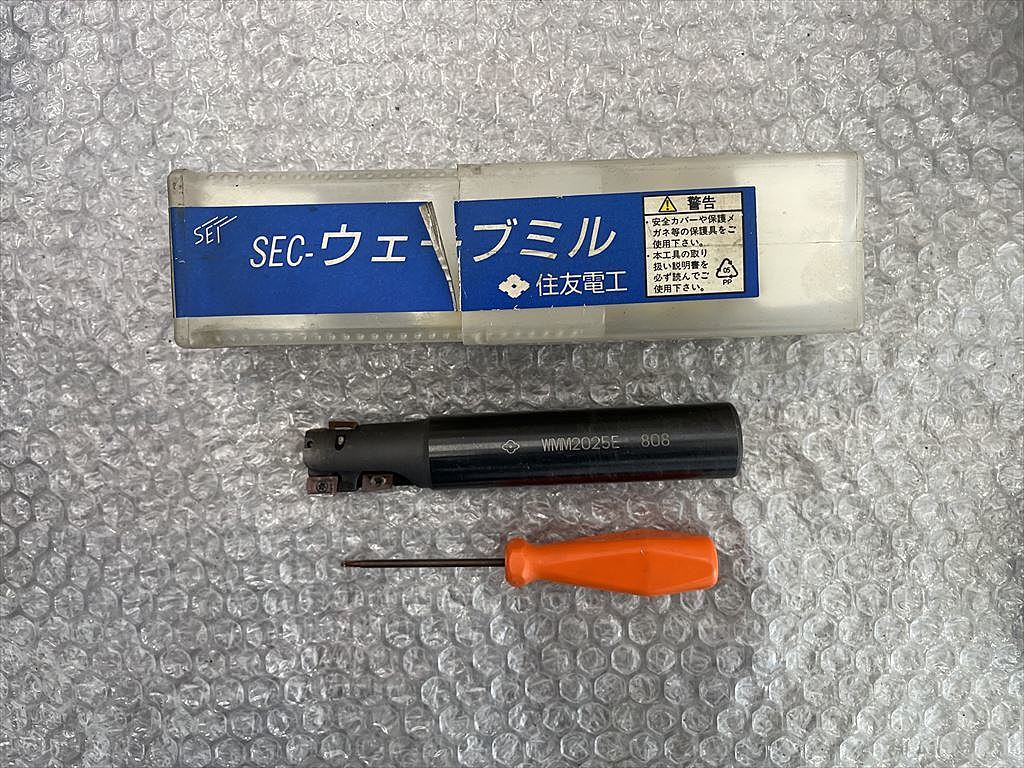 SET
SEC-ウェーブミル
住友電工
警告
・安全カバーや保護メ
ガネ等の保護具をご
使用下さい。
・本工具の取り
扱い説明書を
必ず読んでご
使用下さい。
05
PP
WMM2025E 808